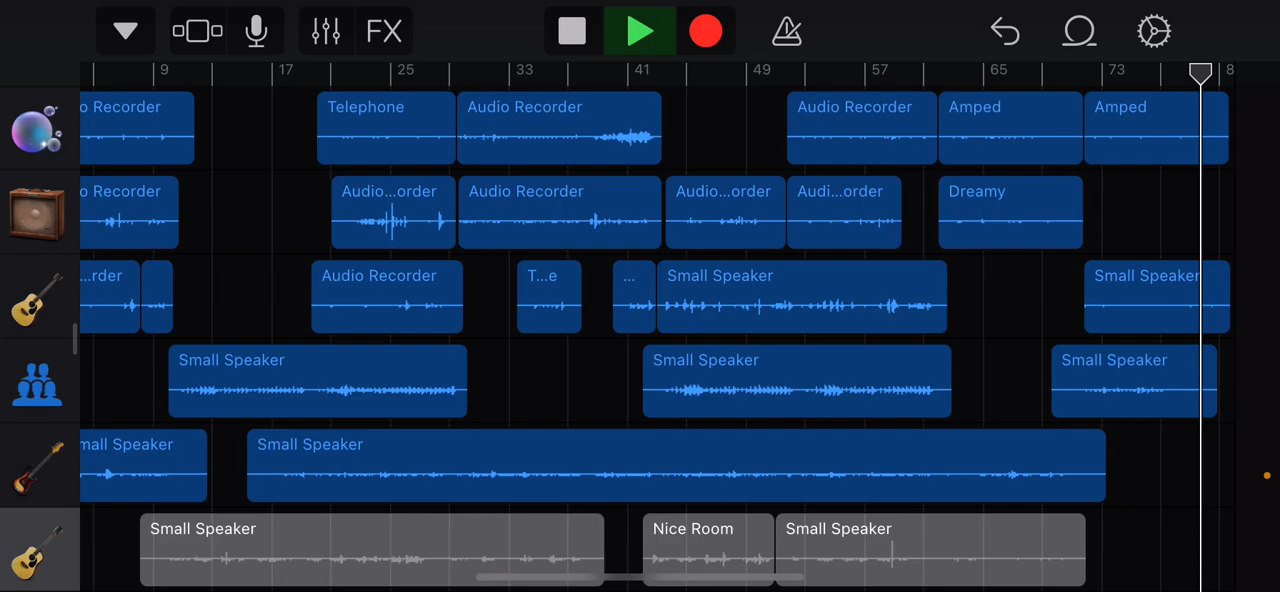 FX
9 17 25 33 41 49 57 65 73 8
o Recorder Telephone Audio Recorder Audio Recorder Amped Amped
o Recorder Audio...order Audio Recorder Audio...order Audi...order Dreamy
...rder Audio Recorder T...e ... Small Speaker Small Speaker
Small Speaker Small Speaker Small Speaker
mall Speaker Small Speaker
Small Speaker Nice Room Small Speaker